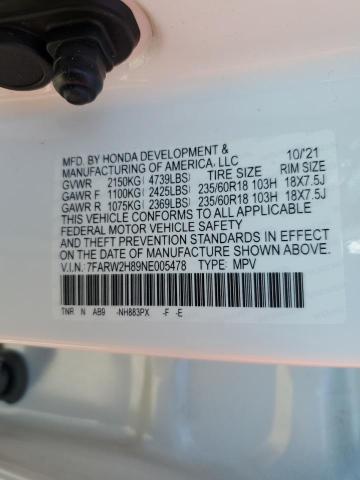 MFD. BY HONDA DEVELOPMENT & 10/'21
MANUFACTURING OF AMERICA, LLC
TIRE SIZE RIM SIZE
GVWR 2150KG ( 4739LBS)
GAWR F 1100KG ( 2425LBS) 235/60R18 103H 18X7.5J
GAWR R 1075KG ( 2369LBS) 235/60R18 103H 18X7.5J
THIS VEHICLE CONFORMS TO ALL APPLICABLE
FEDERAL MOTOR VEHICLE SAFETY
AND THEFT PREVENTION STANDARDS IN EFFECT
ON THE DATE OF MANUFACTURE SHOWN ABOVE.
V.I.N.: 7FARW2H89NE005478 TYPE: MPV
TNR N AB9 -NH883PX -F -E